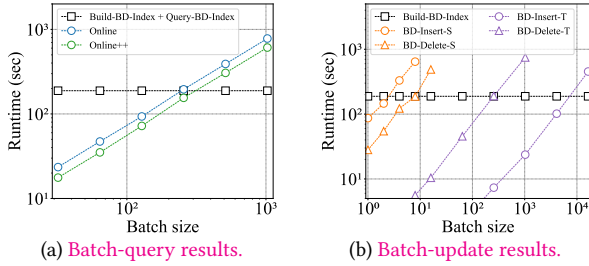 Build-BD-Index + Query-BD-Index
Online
Online++
Runtime (sec)
10³
10²
10¹
10² 10³
Batch size
(a) Batch-query results.
Build-BD-Index
BD-Insert-S
BD-Delete-S
BD-Insert-T
BD-Delete-T
Runtime (sec)
10³
10²
10¹
10⁰ 10¹ 10² 10³ 10⁴
Batch size
(b) Batch-update results.